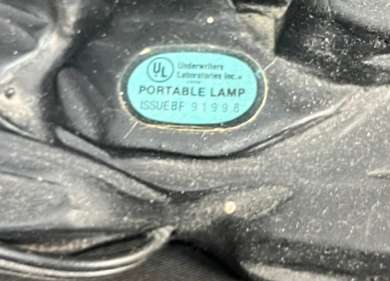 UL
Underwriters
Laboratories Inc.®
PORTABLE LAMP
ISSUE BF 91998